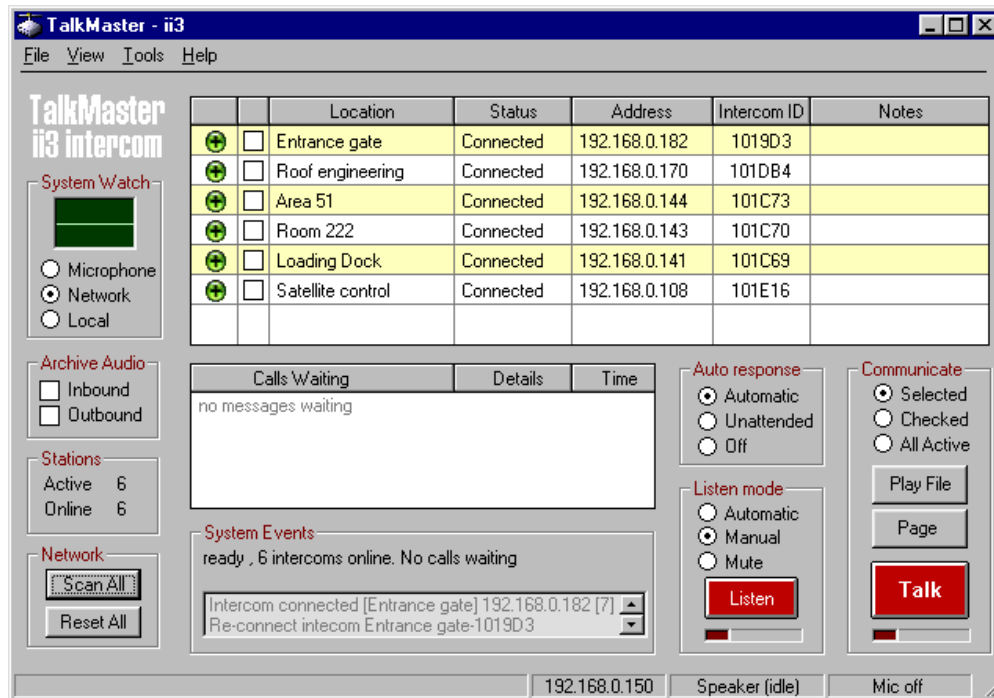 TalkMaster - ii3
File View Tools Help
TalkMaster
ii3 intercom
Location Status Address Intercom ID Notes
Entrance gate Connected 192.168.0.182 1019D3
Roof engineering Connected 192.168.0.170 101DB4
Area 51 Connected 192.168.0.144 101C73
Room 222 Connected 192.168.0.143 101C70
Loading Dock Connected 192.168.0.141 101C69
Satellite control Connected 192.168.0.108 101E16
System Watch
Microphone
Network
Local
Archive Audio
Inbound
Outbound
Stations
Active 6
Online 6
Network
Scan All
Reset All
Calls Waiting Details Time
no messages waiting
System Events
ready , 6 intercoms online. No calls waiting
Intercom connected [Entrance gate] 192.168.0.182 [7]
Re-connect intecom Entrance gate-1019D3
Auto response
Automatic
Unattended
Off
Listen mode
Automatic
Manual
Mute
Listen
Communicate
Selected
Checked
All Active
Play File
Page
Talk
192.168.0.150 Speaker (idle) Mic off